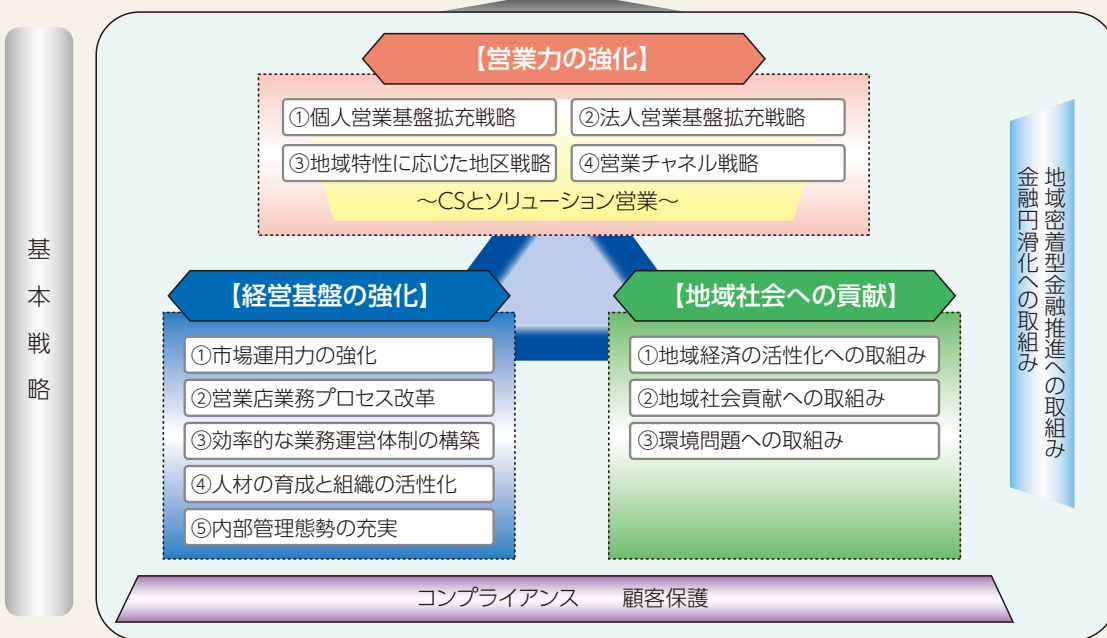 基本戦略
【営業力の強化】
①個人営業基盤拡充戦略
②法人営業基盤拡充戦略
③地域特性に応じた地区戦略
④営業チャネル戦略
～CSとソリューション営業～
【経営基盤の強化】
①市場運用力の強化
②営業店業務プロセス改革
③効率的な業務運営体制の構築
④人材の育成と組織の活性化
⑤内部管理態勢の充実
【地域社会への貢献】
①地域経済の活性化への取組み
②地域社会貢献への取組み
③環境問題への取組み
地域密着型金融推進への取組み
金融円滑化への取組み
コンプライアンス　顧客保護